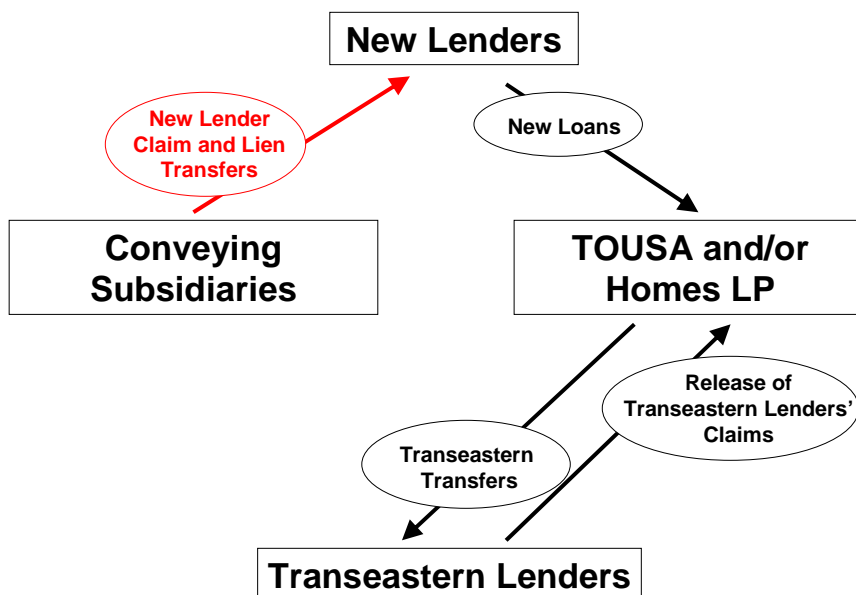 New Lenders
New Lender
Claim and Lien
Transfers
New Loans
Conveying
Subsidiaries
TOUSA and/or
Homes LP
Release of
Transeastern Lenders’
Claims
Transeastern
Transfers
Transeastern Lenders